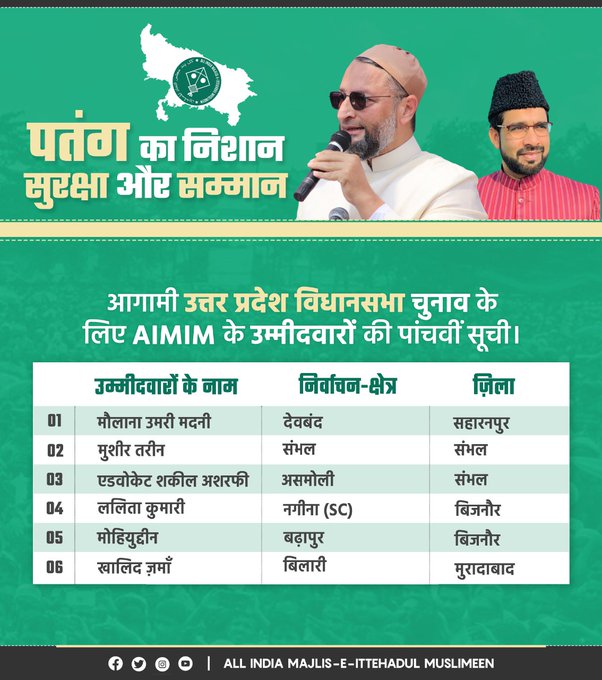 पतंग का निशान
सुरक्षा और सम्मान
आगामी उत्तर प्रदेश विधानसभा चुनाव के
लिए AIMIM के उम्मीदवारों की पांचवीं सूची।
उम्मीदवारों के नाम निर्वाचन-क्षेत्र ज़िला
01 मौलाना उमरी मदनी देवबंद सहारनपुर
02 मुशीर तरीन संभल संभल
03 एडवोकेट शकील अशरफी असमोली संभल
04 ललिता कुमारी नगीना (SC) बिजनौर
05 मोहियुद्दीन बढ़ापुर बिजनौर
06 खालिद ज़माँ बिलारी मुरादाबाद
| ALL INDIA MAJLIS-E-ITTEHADUL MUSLIMEEN